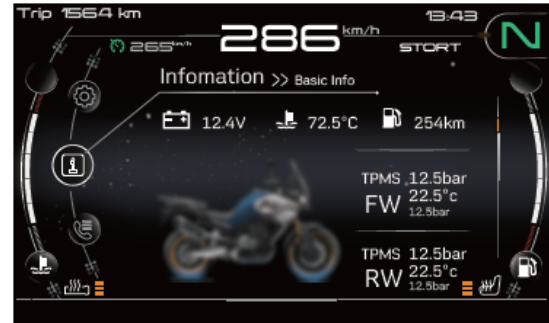 Trip 1564 km
13:43
265km/h
286 km/h
STORT
N
Infomation >> Basic Info
12.4V
72.5°C
254km
TPMS 12.5bar
FW 22.5°c
12.5bar
TPMS 12.5bar
RW 22.5°c
12.5bar